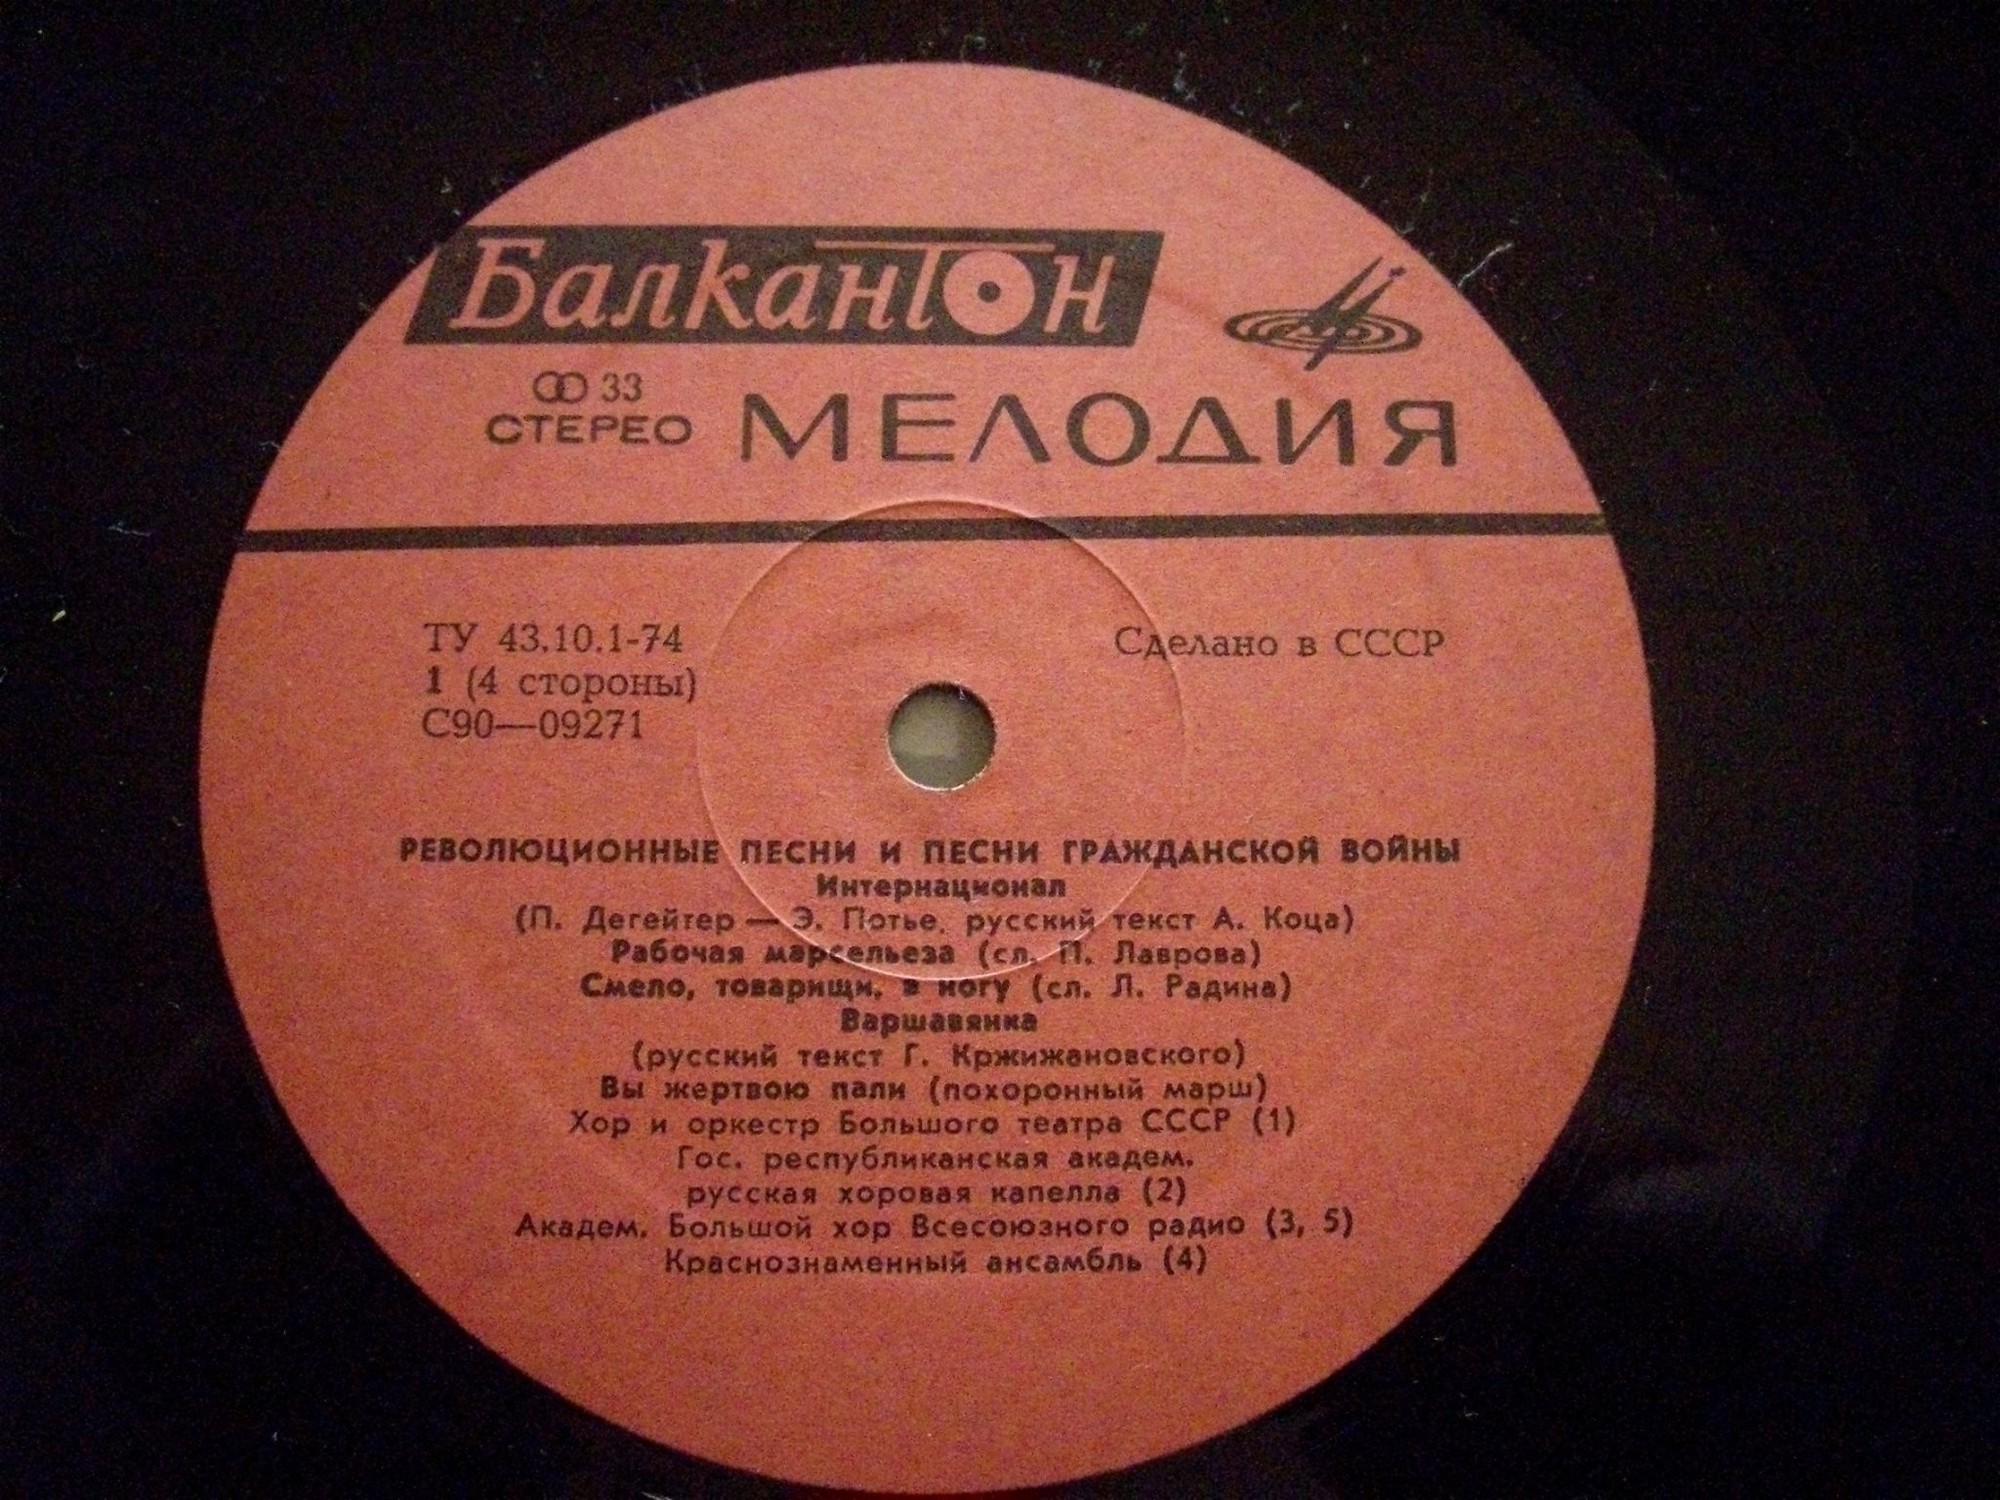 Балкантон
33
СТЕРЕО
МЕЛОДИЯ
ТУ 43.10.1-74
Сделано в СССР
1 (4 стороны)
С90—09271
РЕВОЛЮЦИОННЫЕ ПЕСНИ И ПЕСНИ ГРАЖДАНСКОЙ ВОЙНЫ
Интернационал
(П. Дегейтер — Э. Потье, русский текст А. Коца)
Рабочая марсельеза (сл. П. Лаврова)
Смело, товарищи, в ногу (сл. Л. Радина)
Варшавянка
(русский текст Г. Кржижановского)
Вы жертвою пали (похоронный марш)
Хор и оркестр Большого театра СССР (1)
Гос. республиканская академ.
русская хоровая капелла (2)
Академ. Большой хор Всесоюзного радио (3, 5)
Краснознаменный ансамбль (4)